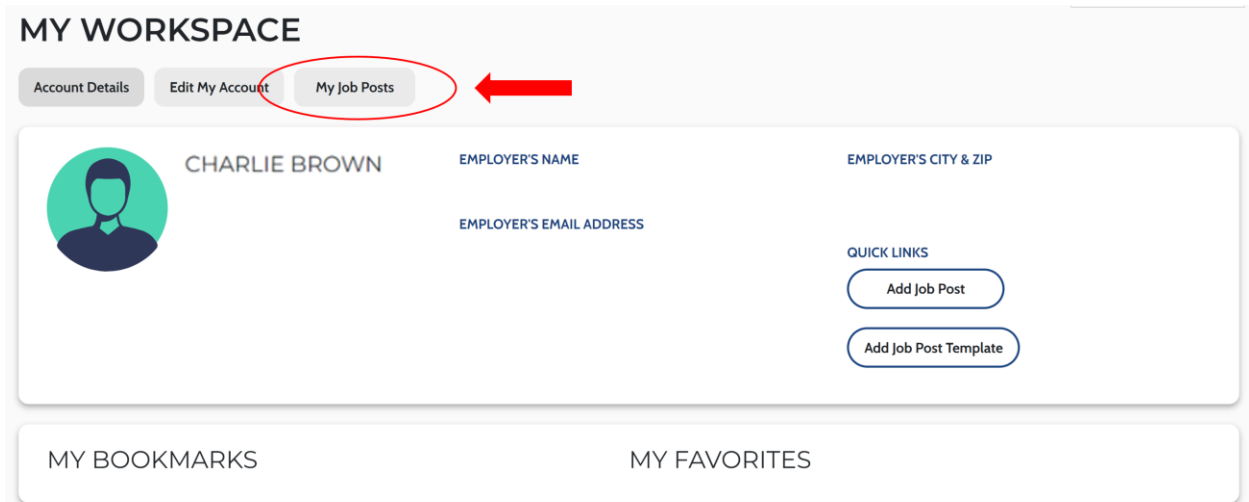 MY WORKSPACE
Account Details Edit My Account My Job Posts
CHARLIE BROWN
EMPLOYER'S NAME
EMPLOYER'S CITY & ZIP
EMPLOYER'S EMAIL ADDRESS
QUICK LINKS
Add Job Post
Add Job Post Template
MY BOOKMARKS
MY FAVORITES